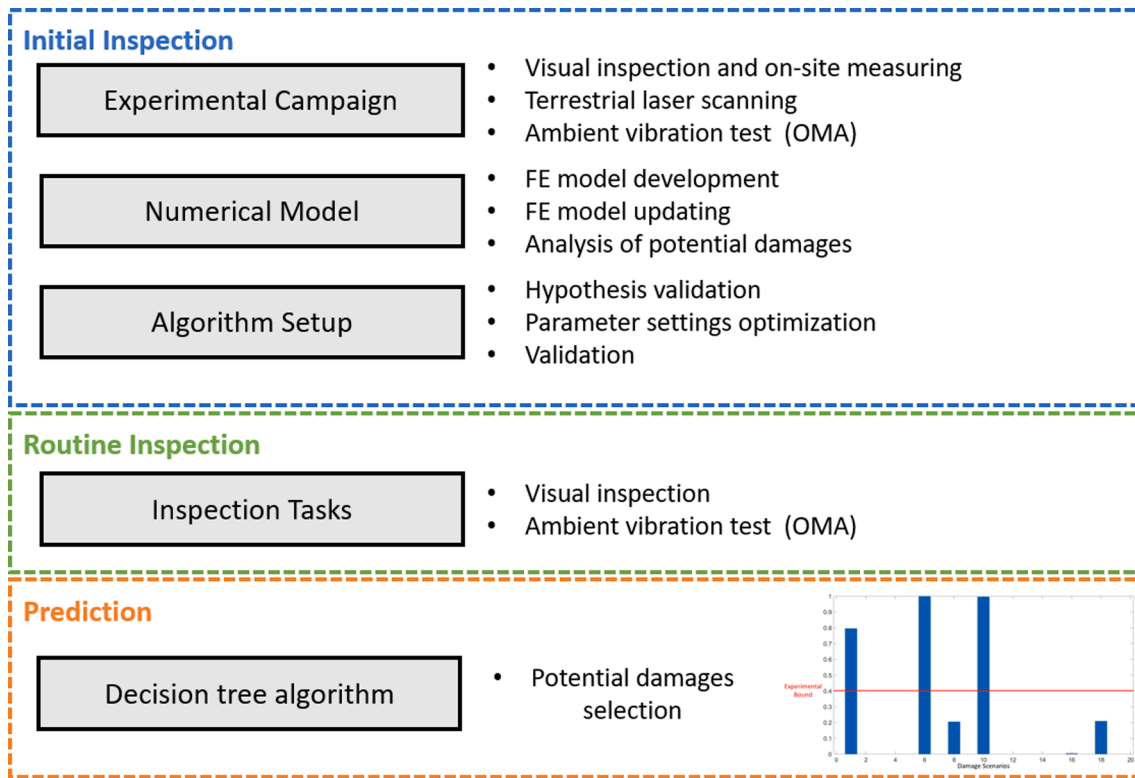 Initial Inspection
Experimental Campaign
• Visual inspection and on-site measuring
• Terrestrial laser scanning
• Ambient vibration test (OMA)
Numerical Model
• FE model development
• FE model updating
• Analysis of potential damages
Algorithm Setup
• Hypothesis validation
• Parameter settings optimization
• Validation
Routine Inspection
Inspection Tasks
• Visual inspection
• Ambient vibration test (OMA)
Prediction
Decision tree algorithm
• Potential damages
selection
1
0.9
0.8
0.7
0.6
0.5
0.4
0.3
0.2
0.1
0
Experimental
Bound
0 2 4 6 8 10 12 14 16 18 20
Damage Scenarios